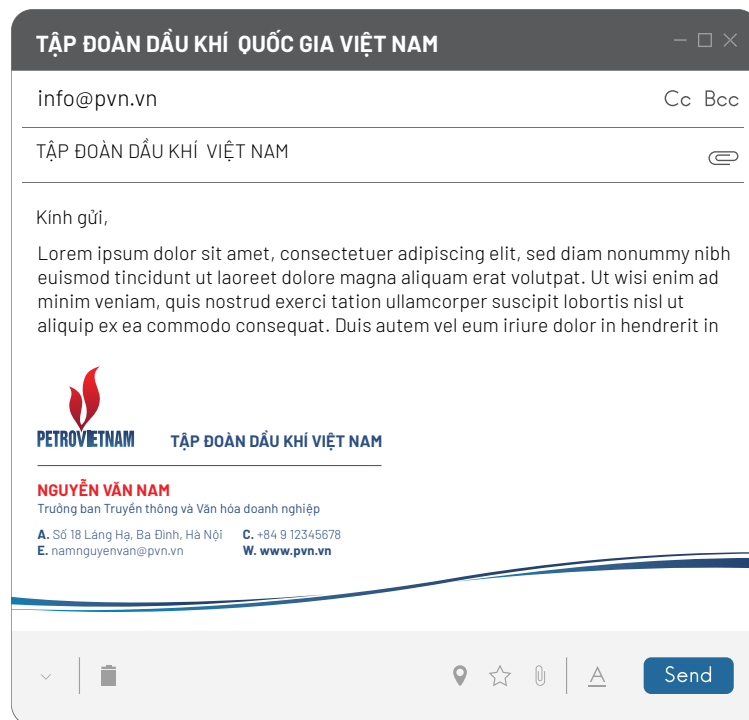 TẬP ĐOÀN DẦU KHÍ QUỐC GIA VIỆT NAM
info@pvn.vn Cc Bcc
TẬP ĐOÀN DẦU KHÍ VIỆT NAM
Kính gửi,
Lorem ipsum dolor sit amet, consectetuer adipiscing elit, sed diam nonummy nibh
euismod tincidunt ut laoreet dolore magna aliquam erat volutpat. Ut wisi enim ad
minim veniam, quis nostrud exerci tation ullamcorper suscipit lobortis nisl ut
aliquip ex ea commodo consequat. Duis autem vel eum iriure dolor in hendrerit in
PETROVIETNAM TẬP ĐOÀN DẦU KHÍ VIỆT NAM
NGUYỄN VĂN NAM
Trưởng ban Truyền thông và Văn hóa doanh nghiệp
A. Số 18 Láng Hạ, Ba Đình, Hà Nội C. +84 9 12345678
E. namnguyenvan@pvn.vn W. www.pvn.vn
A Send